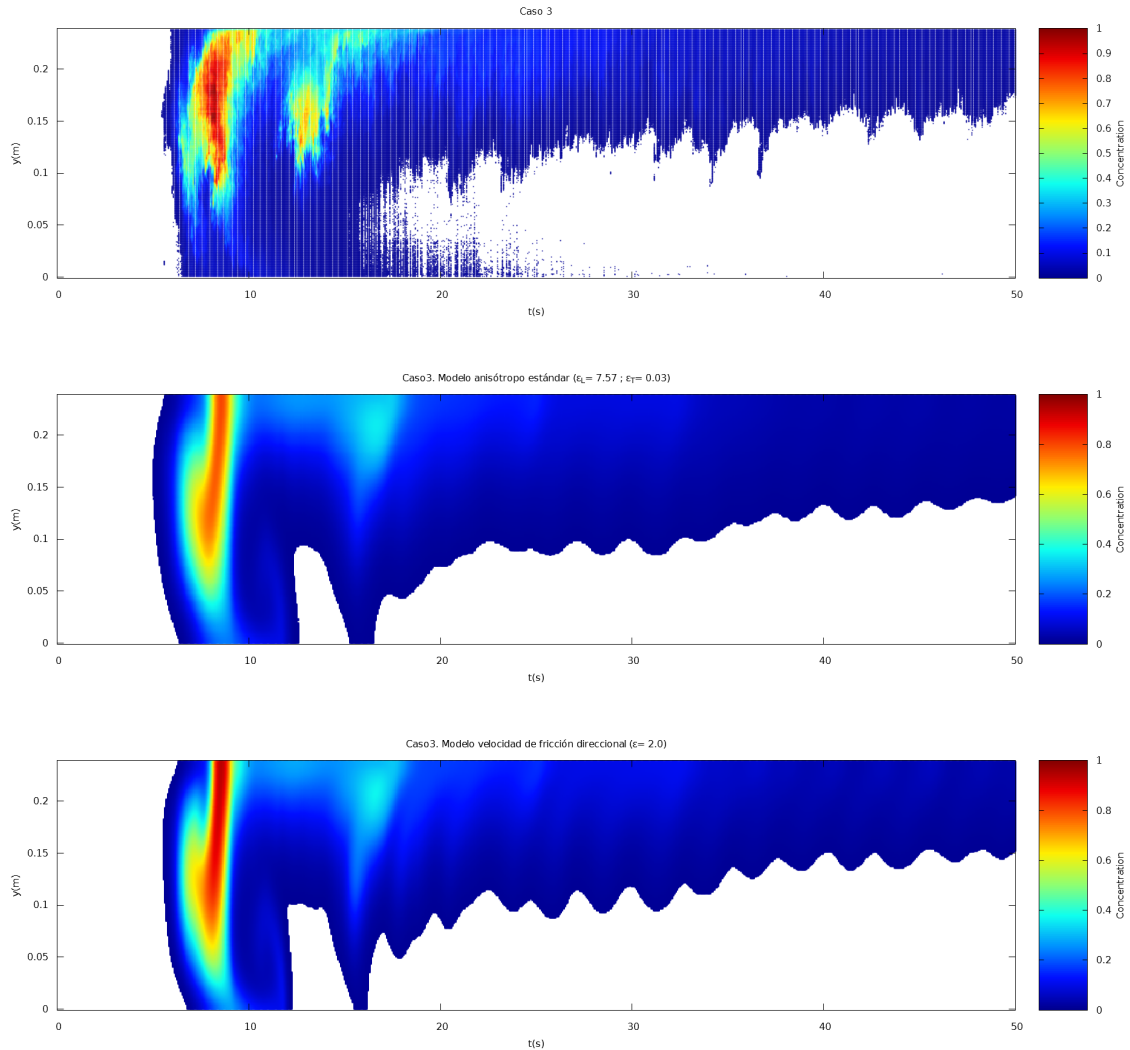 Caso 3
y(m)
0.2
0.15
0.1
0.05
0
0 10 20 30 40 50
t(s)
1
0.9
0.8
0.7
0.6
0.5
0.4
0.3
0.2
0.1
0
Concentration
Caso3. Modelo anisótropo estándar (εL= 7.57 ; εT= 0.03)
y(m)
0.2
0.15
0.1
0.05
0
0 10 20 30 40 50
t(s)
1
0.8
0.6
0.4
0.2
0
Concentration
Caso3. Modelo velocidad de fricción direccional (ε= 2.0)
y(m)
0.2
0.15
0.1
0.05
0
0 10 20 30 40 50
t(s)
1
0.8
0.6
0.4
0.2
0
Concentration